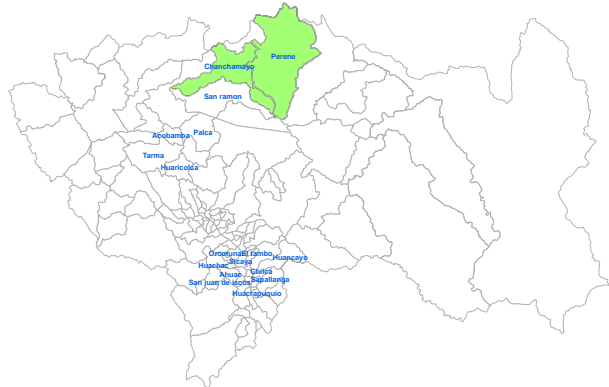 Perene
Chanchamayo
San ramon
Acobamba
Palca
Tarma
Huaricolca
Orcotuna
El tambo
Sicaya
Huancayo
Huachac
Chilca
Ahuac
Sapallanga
San juan de iscos
Huacrapuquio